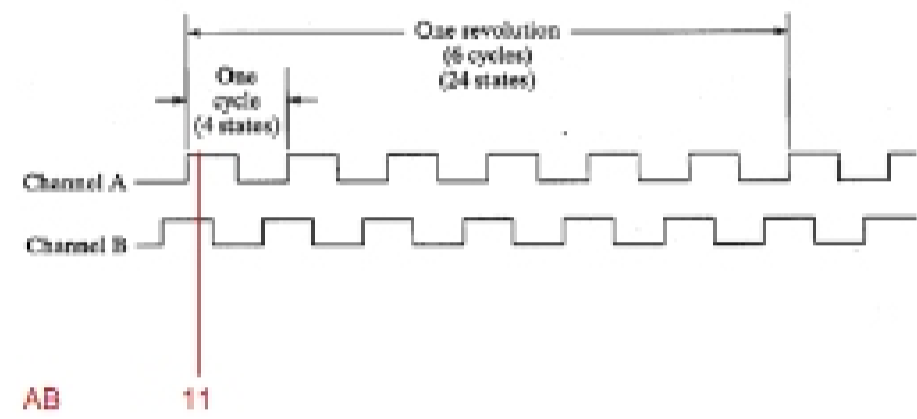 One revolution
(6 cycles)
(24 states)
One
cycle
(4 states)
Channel A
Channel B
AB 11